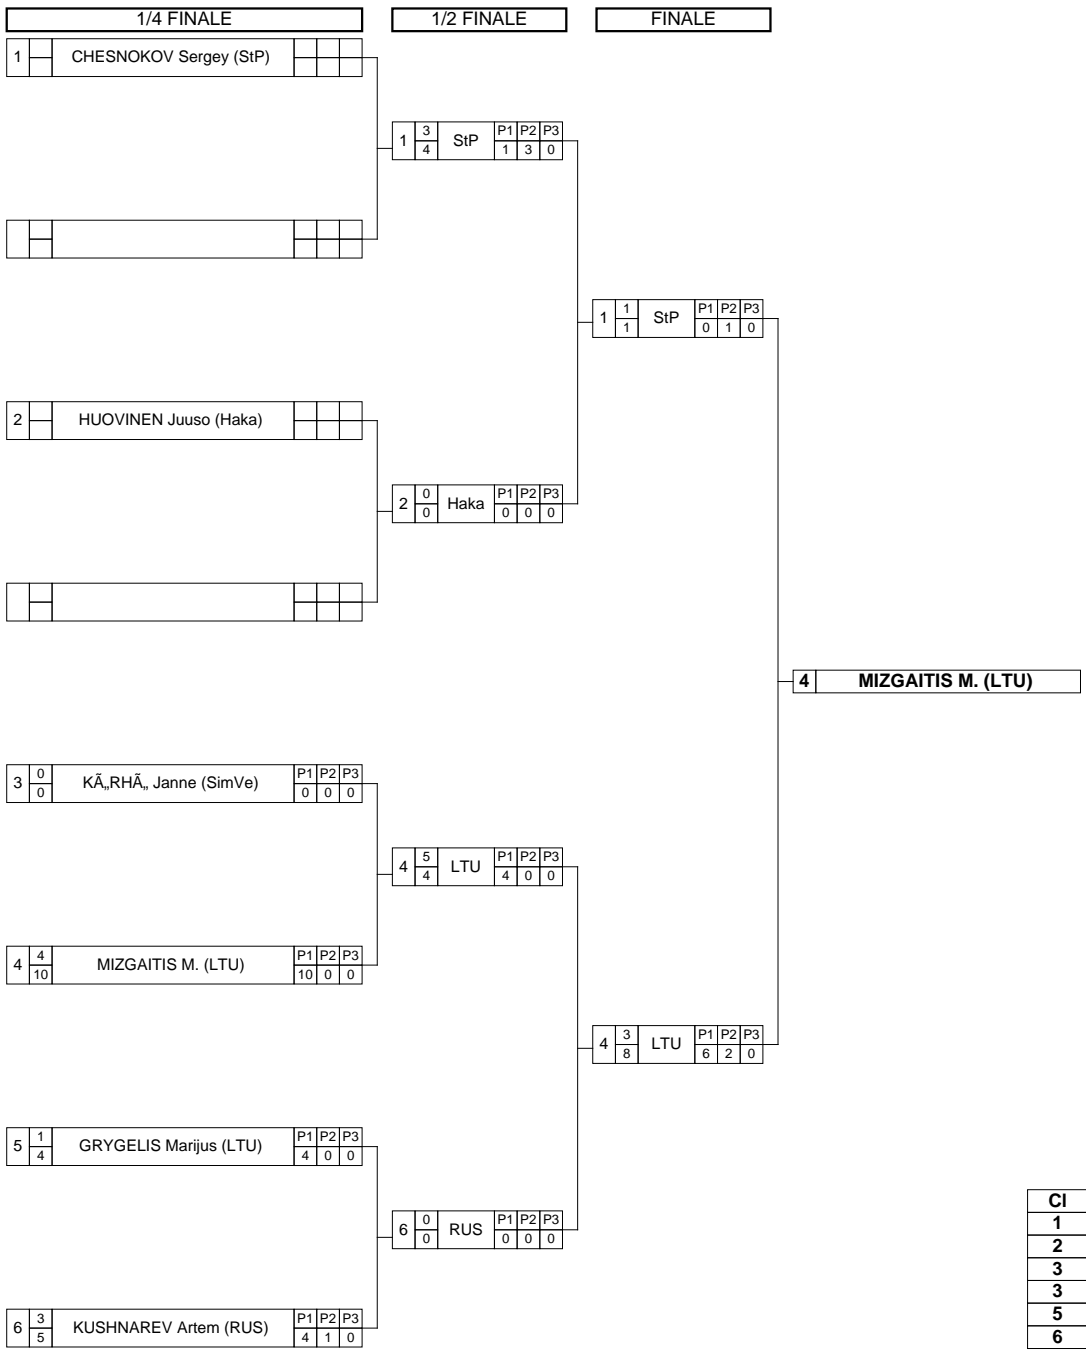 1/4 FINALE 1/2 FINALE FINALE
1 CHESNOKOV Sergey (StP)
1 3 4 StP P1 P2 P3 1 3 0
1 1 1 StP P1 P2 P3 0 1 0
2 HUOVINEN Juuso (Haka)
2 0 0 Haka P1 P2 P3 0 0 0
4 MIZGAITIS M. (LTU)
3 0 0 KÃ„RHÃ„ Janne (SimVe) P1 P2 P3 0 0 0
4 5 4 LTU P1 P2 P3 4 0 0
4 4 10 MIZGAITIS M. (LTU) P1 P2 P3 10 0 0
4 3 8 LTU P1 P2 P3 6 2 0
5 1 4 GRYGELIS Marijus (LTU) P1 P2 P3 4 0 0
6 0 0 RUS P1 P2 P3 0 0 0
6 3 5 KUSHNAREV Artem (RUS) P1 P2 P3 4 1 0
Cl
1
2
3
3
5
6